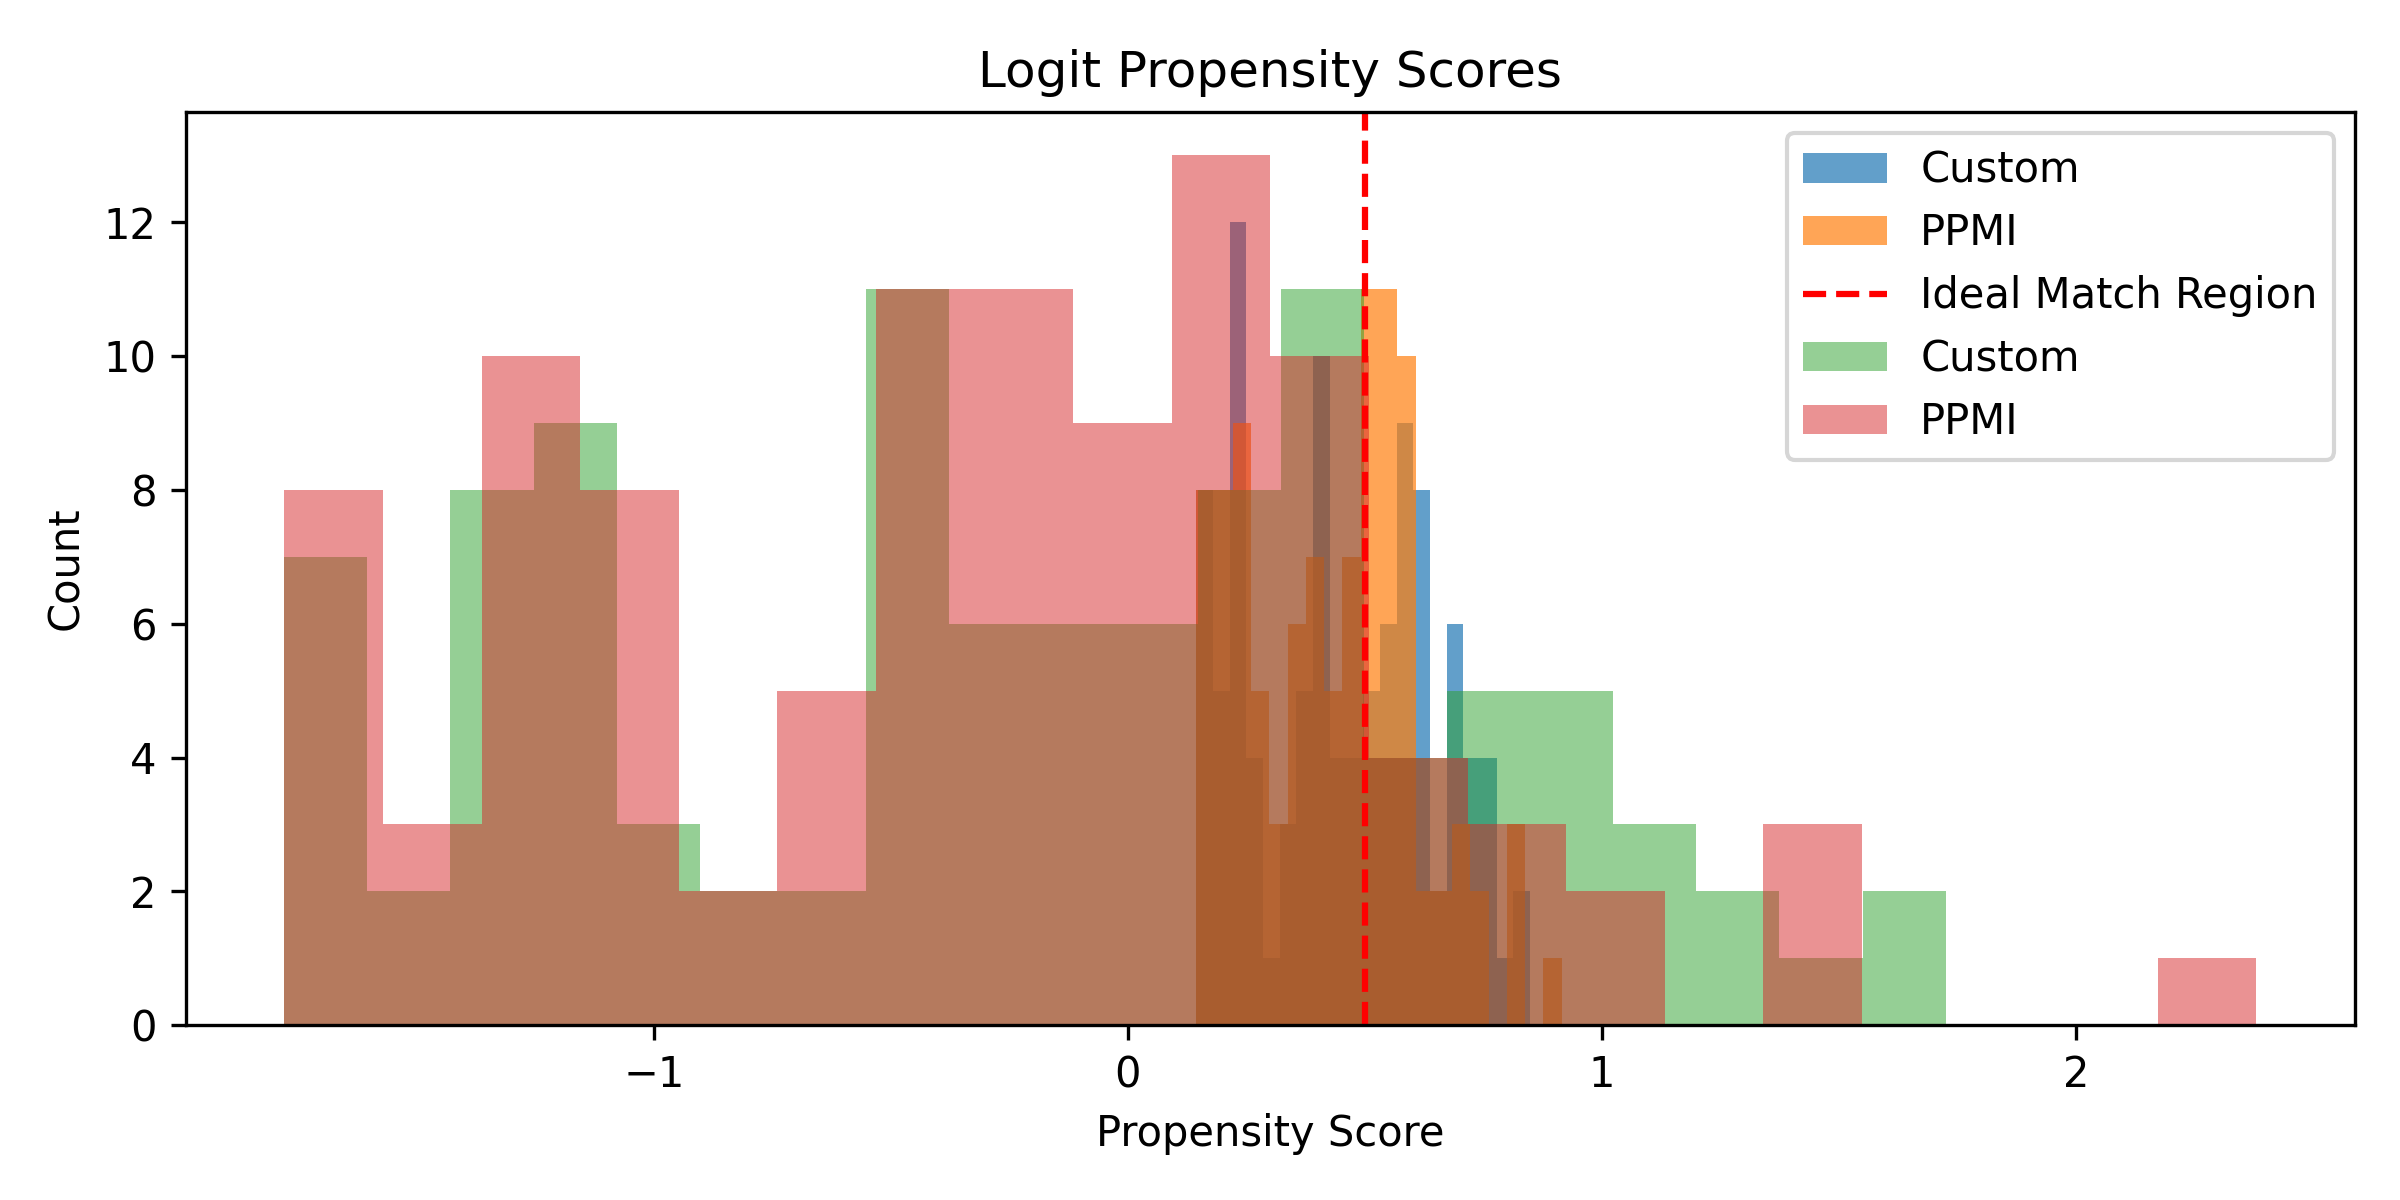 Logit Propensity Scores
Custom
PPMI
Ideal Match Region
Custom
PPMI
12
10
8
6
4
2
0
Count
−1
0
1
2
Propensity Score